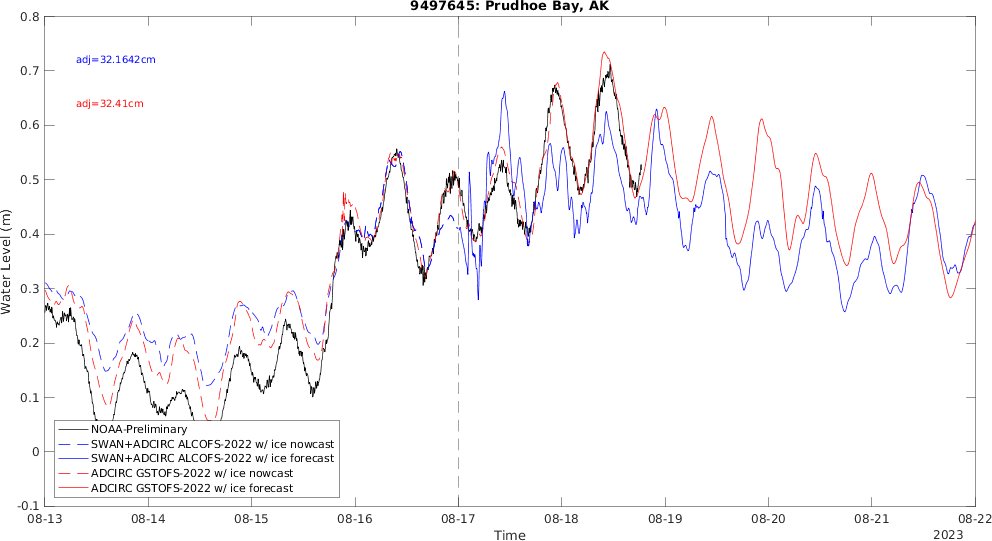 9497645: Prudhoe Bay, AK
0.8
adj=32.1642cm
0.7
adj=32.41cm
0.6
0.5
0.4
0.3
0.2
0.1
0
-0.1
Water Level (m)
NOAA-Preliminary
SWAN+ADCIRC ALCOFS-2022 w/ ice nowcast
SWAN+ADCIRC ALCOFS-2022 w/ ice forecast
ADCIRC GSTOFS-2022 w/ ice nowcast
ADCIRC GSTOFS-2022 w/ ice forecast
08-13 08-14 08-15 08-16 08-17 08-18 08-19 08-20 08-21 08-22
Time
2023